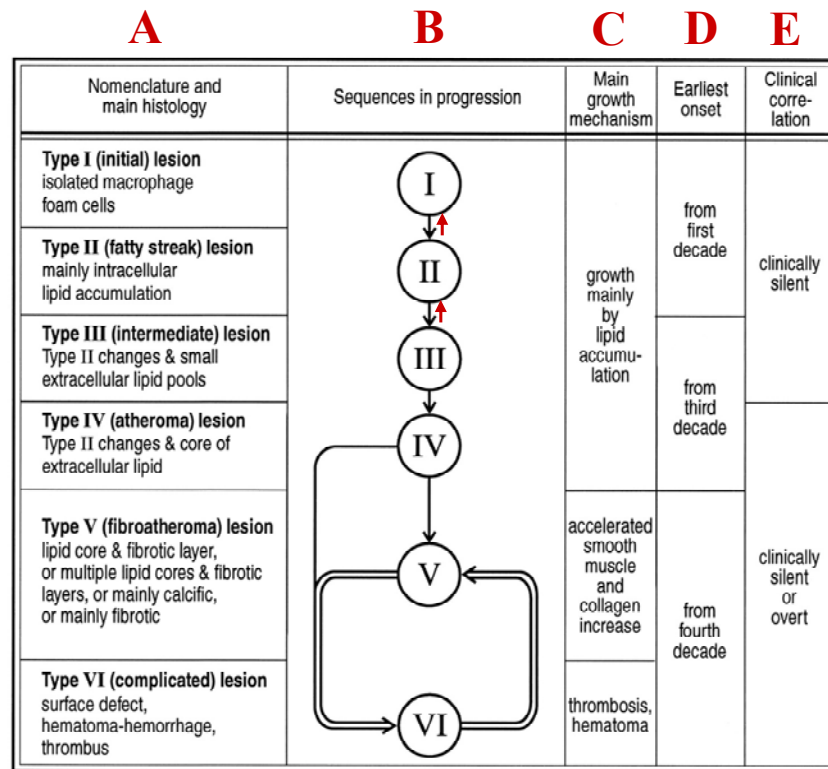 A B C D E
Nomenclature and
main histology
Sequences in progression
Main
growth
mechanism
Earliest
onset
Clinical
corre-
lation
Type I (initial) lesion
isolated macrophage
foam cells
Type II (fatty streak) lesion
mainly intracellular
lipid accumulation
Type III (intermediate) lesion
Type II changes & small
extracellular lipid pools
Type IV (atheroma) lesion
Type II changes & core of
extracellular lipid
Type V (fibroatheroma) lesion
lipid core & fibrotic layer,
or multiple lipid cores & fibrotic
layers, or mainly calcific,
or mainly fibrotic
Type VI (complicated) lesion
surface defect,
hematoma-hemorrhage,
thrombus
I
II
III
IV
V
VI
growth
mainly
by
lipid
accumu-
lation
accelerated
smooth
muscle
and
collagen
increase
thrombosis,
hematoma
from
first
decade
from
third
decade
from
fourth
decade
clinically
silent
clinically
silent
or
overt